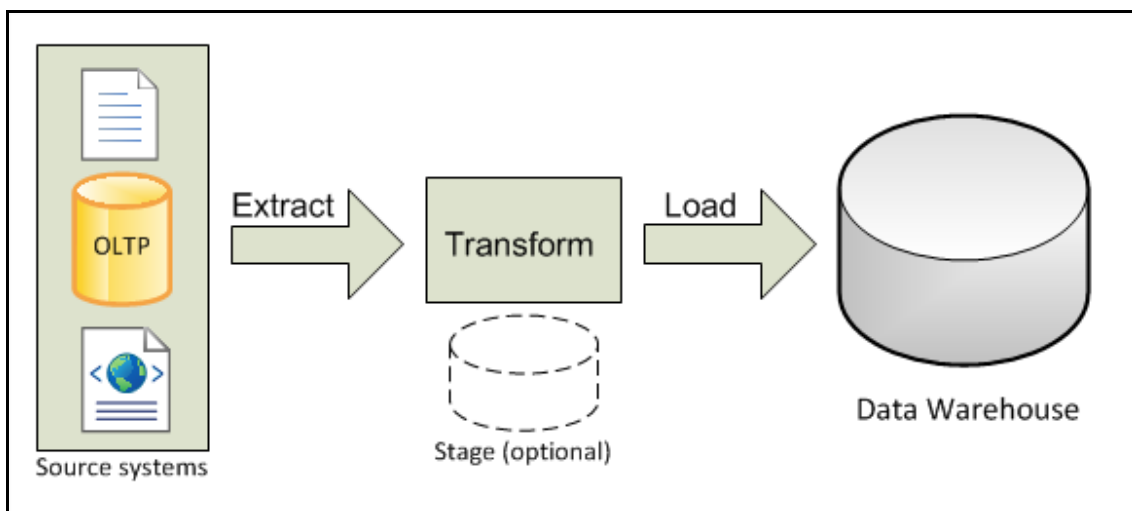 OLTP
Source systems
Extract
Transform
Stage (optional)
Load
Data Warehouse